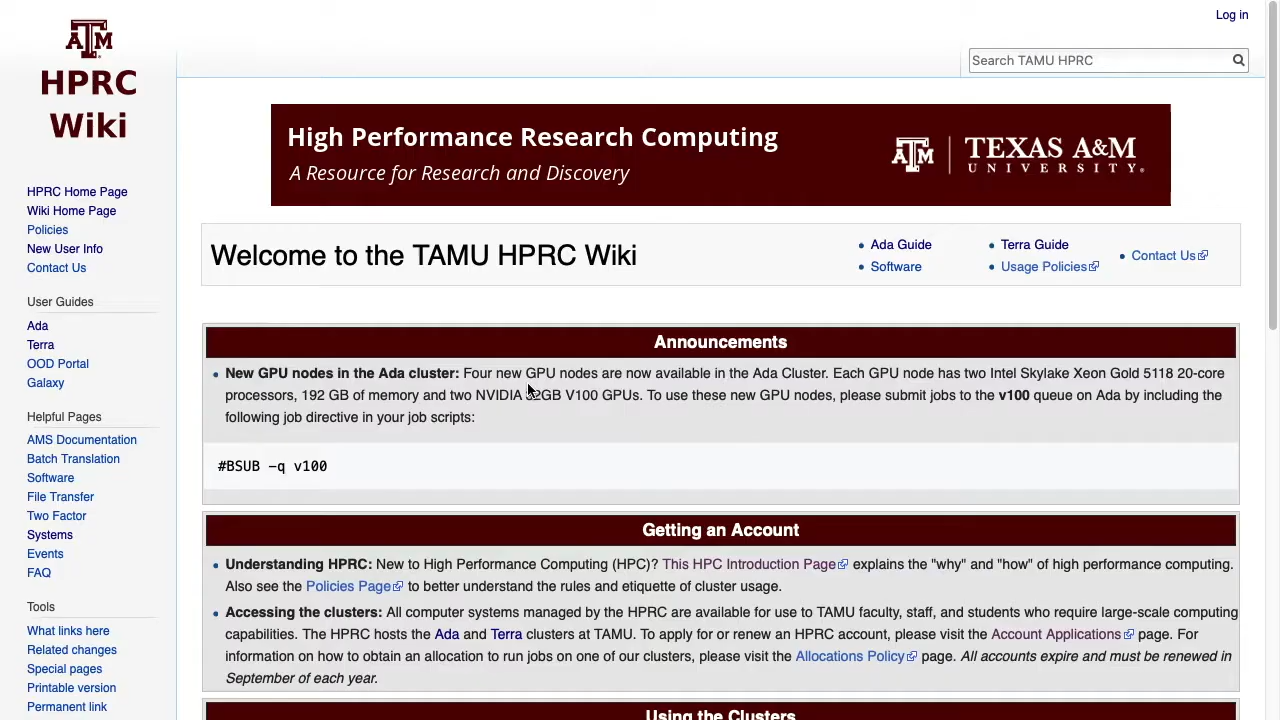 Log in
ĀTM
HPRC
Wiki
Search TAMU HPRC
High Performance Research Computing
A Resource for Research and Discovery
ATM | TEXAS A&M
UNIVERSITY.
HPRC Home Page
Wiki Home Page
Policies
New User Info
Contact Us
User Guides
Ada
Terra
OOD Portal
Galaxy
Helpful Pages
AMS Documentation
Batch Translation
Software
File Transfer
Two Factor
Systems
Events
FAQ
Tools
What links here
Related changes
Special pages
Printable version
Permanent link
Welcome to the TAMU HPRC Wiki
• Ada Guide
• Software
• Terra Guide
• Usage Policies
• Contact Us
Announcements
• New GPU nodes in the Ada cluster: Four new GPU nodes are now available in the Ada Cluster. Each GPU node has two Intel Skylake Xeon Gold 5118 20-core
processors, 192 GB of memory and two NVIDIA 32GB V100 GPUs. To use these new GPU nodes, please submit jobs to the v100 queue on Ada by including the
following job directive in your job scripts:
#BSUB -q v100
Getting an Account
• Understanding HPRC: New to High Performance Computing (HPC)? This HPC Introduction Page explains the "why" and "how" of high performance computing.
Also see the Policies Page to better understand the rules and etiquette of cluster usage.
• Accessing the clusters: All computer systems managed by the HPRC are available for use to TAMU faculty, staff, and students who require large-scale computing
capabilities. The HPRC hosts the Ada and Terra clusters at TAMU. To apply for or renew an HPRC account, please visit the Account Applications page. For
information on how to obtain an allocation to run jobs on one of our clusters, please visit the Allocations Policy page. All accounts expire and must be renewed in
September of each year.
Using the Clusters